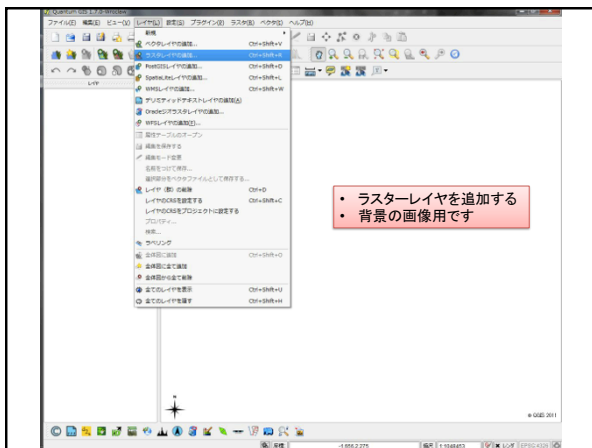 Quantum GIS 1.7.3-Wroclaw
ファイル(F) 編集(E) ビュー(V) レイヤ(L) 設定(S) プラグイン(P) ラスタ(R) ベクタ(O) ヘルプ(H)
新規
ベクタレイヤの追加... Ctrl+Shift+V
ラスタレイヤの追加... Ctrl+Shift+R
PostGISレイヤの追加... Ctrl+Shift+D
SpatiaLiteレイヤの追加... Ctrl+Shift+L
WMSレイヤの追加... Ctrl+Shift+W
デリミティッドテキストレイヤの追加(A)
Oracleジオラスタレイヤの追加...
WFSレイヤの追加(F)...
属性テーブルのオープン
編集を保存する
編集モード変更
名前をつけて保存...
選択部分をベクタファイルとして保存する...
レイヤ (群) の削除 Ctrl+D
レイヤのCRSを設定する Ctrl+Shift+C
レイヤのCRSをプロジェクトに設定する
プロパティ...
検索...
ラベリング
全体図に追加 Ctrl+Shift+O
全体図に全て追加
全体図から全て削除
全てのレイヤを表示 Ctrl+Shift+U
全てのレイヤを隠す Ctrl+Shift+H
レイヤ
• ラスターレイヤを追加する
• 背景の画像用です
© QGIS 2011
座標: -1.656,2.275 縮尺 1:1048453 レンダ EPSG:4326